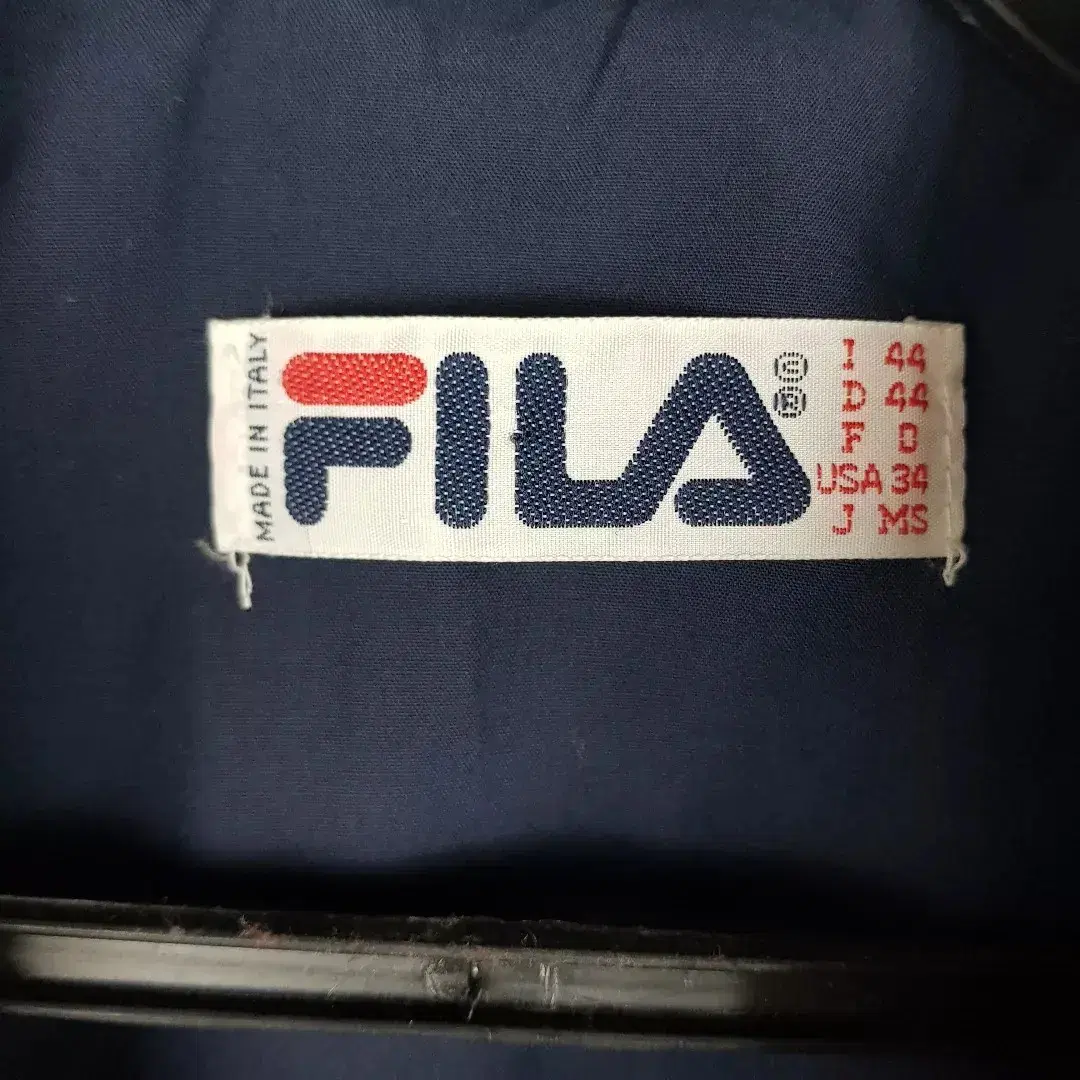 MADE IN ITALY
FILA
I 44
D 44
F 0
USA 34
J MS